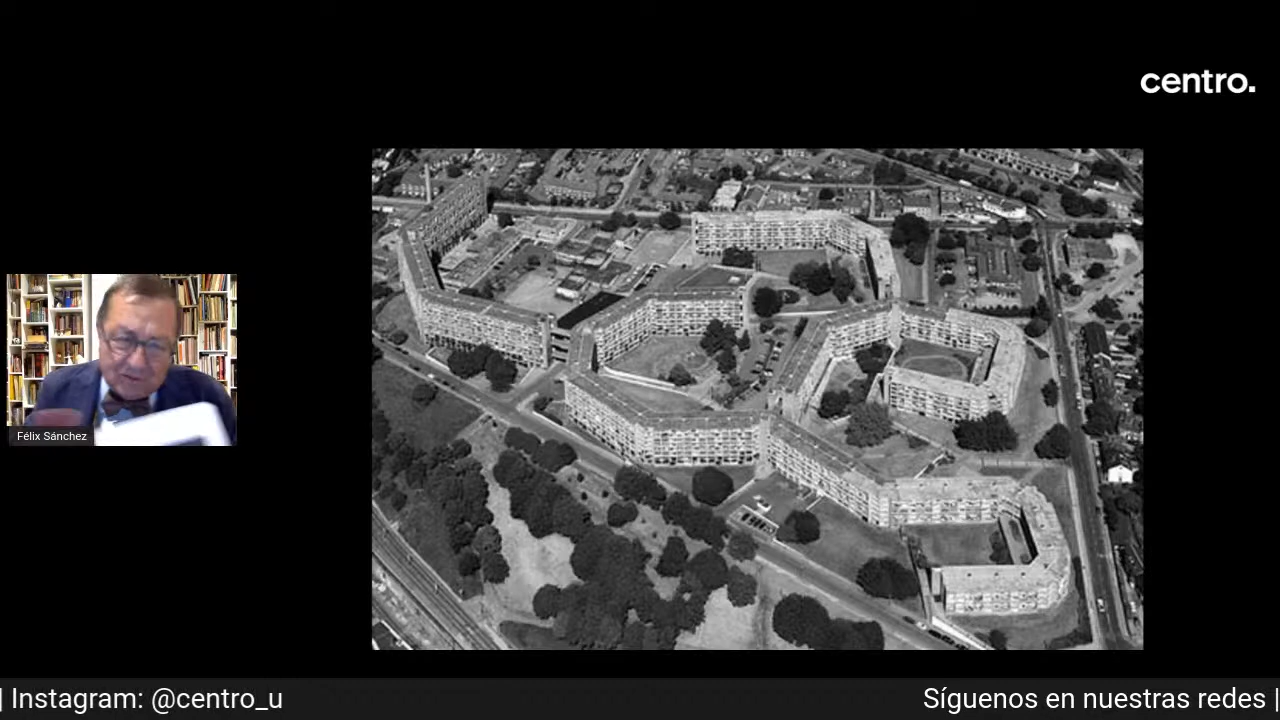 centro.
Félix Sánchez
| Instagram: @centro_u
Síguenos en nuestras redes |